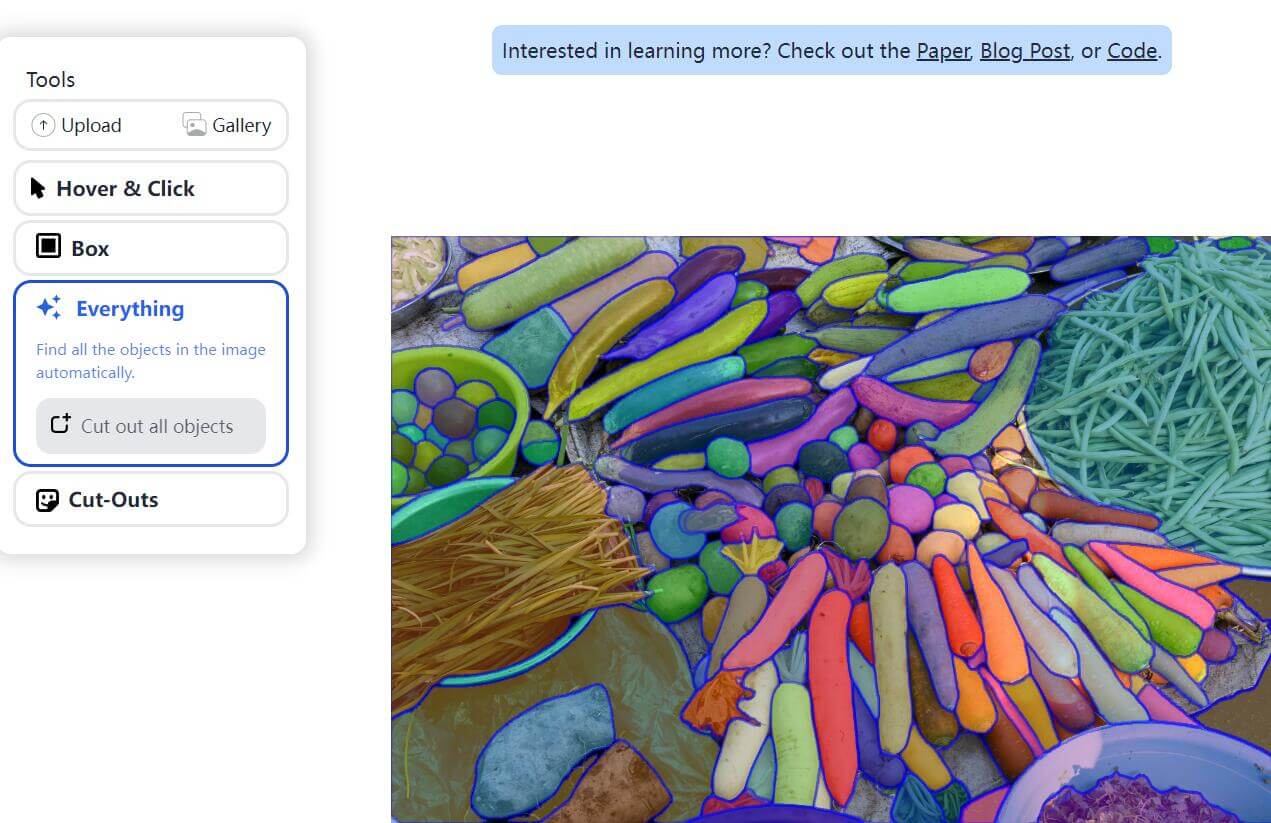 Interested in learning more? Check out the Paper, Blog Post, or Code.
Tools
Upload
Gallery
Hover & Click
Box
Everything
Find all the objects in the image
automatically.
Cut out all objects
Cut-Outs